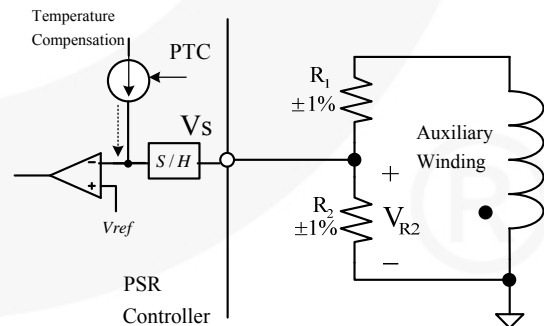 Temperature
Compensation
PTC
Vs
S / H
−
+
Vref
PSR
Controller
R1
±1%
R2
±1%
+
VR2
−
Auxiliary
Winding
®